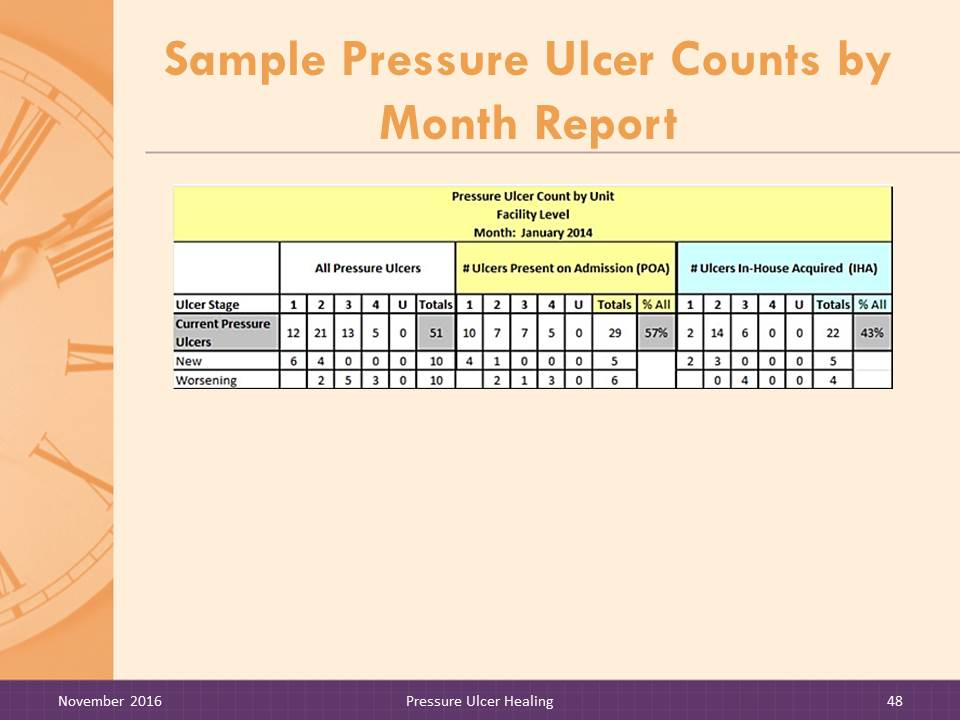 Sample Pressure Ulcer Counts by
Month Report
Pressure Ulcer Count by Unit
Facility Level
Month: January 2014
All Pressure Ulcers # Ulcers Present on Admission (POA) # Ulcers In-House Acquired (IHA)
Ulcer Stage 1 2 3 4 U Totals 1 2 3 4 U Totals % All 1 2 3 4 U Totals % All
Current Pressure
Ulcers 12 21 13 5 0 51 10 7 7 5 0 29 57% 2 14 6 0 0 22 43%
New 6 4 0 0 0 10 4 1 0 0 0 5 2 3 0 0 0 5
Worsening 2 5 3 0 10 2 1 3 0 6 0 4 0 0 4
November 2016 Pressure Ulcer Healing 48